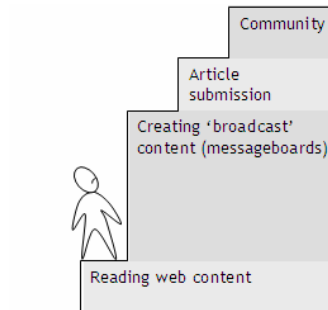 Community
Article
submission
Creating ‘broadcast’
content (messageboards)
Reading web content